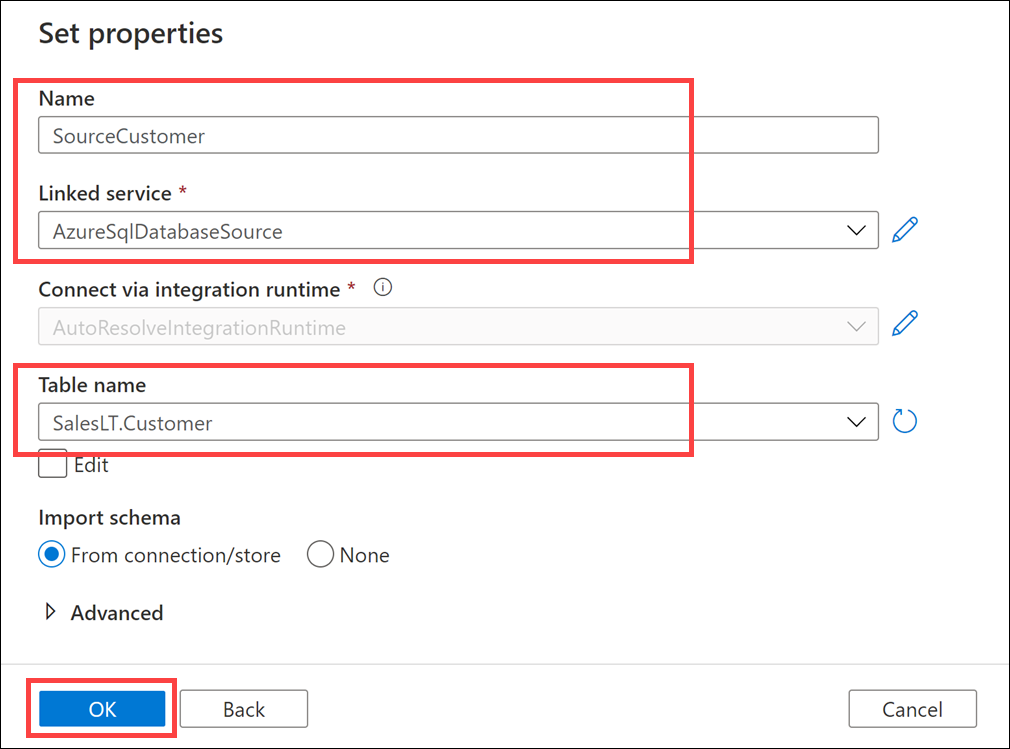 Set properties
Name
SourceCustomer
Linked service *
AzureSqlDatabaseSource
Connect via integration runtime *
AutoResolveIntegrationRuntime
Table name
SalesLT.Customer
Edit
Import schema
From connection/store None
Advanced
OK Back Cancel